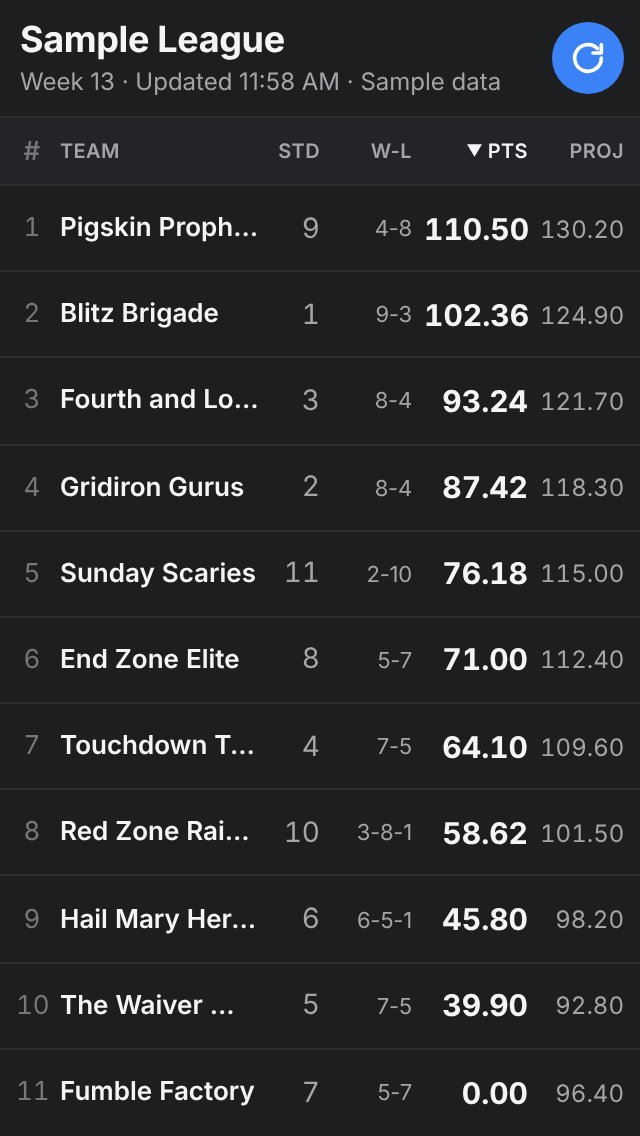 Sample League
Week 13 · Updated 11:58 AM · Sample data
# TEAM STD W-L ▼ PTS PROJ
1 Pigskin Proph... 9 4-8 110.50 130.20
2 Blitz Brigade 1 9-3 102.36 124.90
3 Fourth and Lo... 3 8-4 93.24 121.70
4 Gridiron Gurus 2 8-4 87.42 118.30
5 Sunday Scaries 11 2-10 76.18 115.00
6 End Zone Elite 8 5-7 71.00 112.40
7 Touchdown T... 4 7-5 64.10 109.60
8 Red Zone Rai... 10 3-8-1 58.62 101.50
9 Hail Mary Her... 6 6-5-1 45.80 98.20
10 The Waiver ... 5 7-5 39.90 92.80
11 Fumble Factory 7 5-7 0.00 96.40